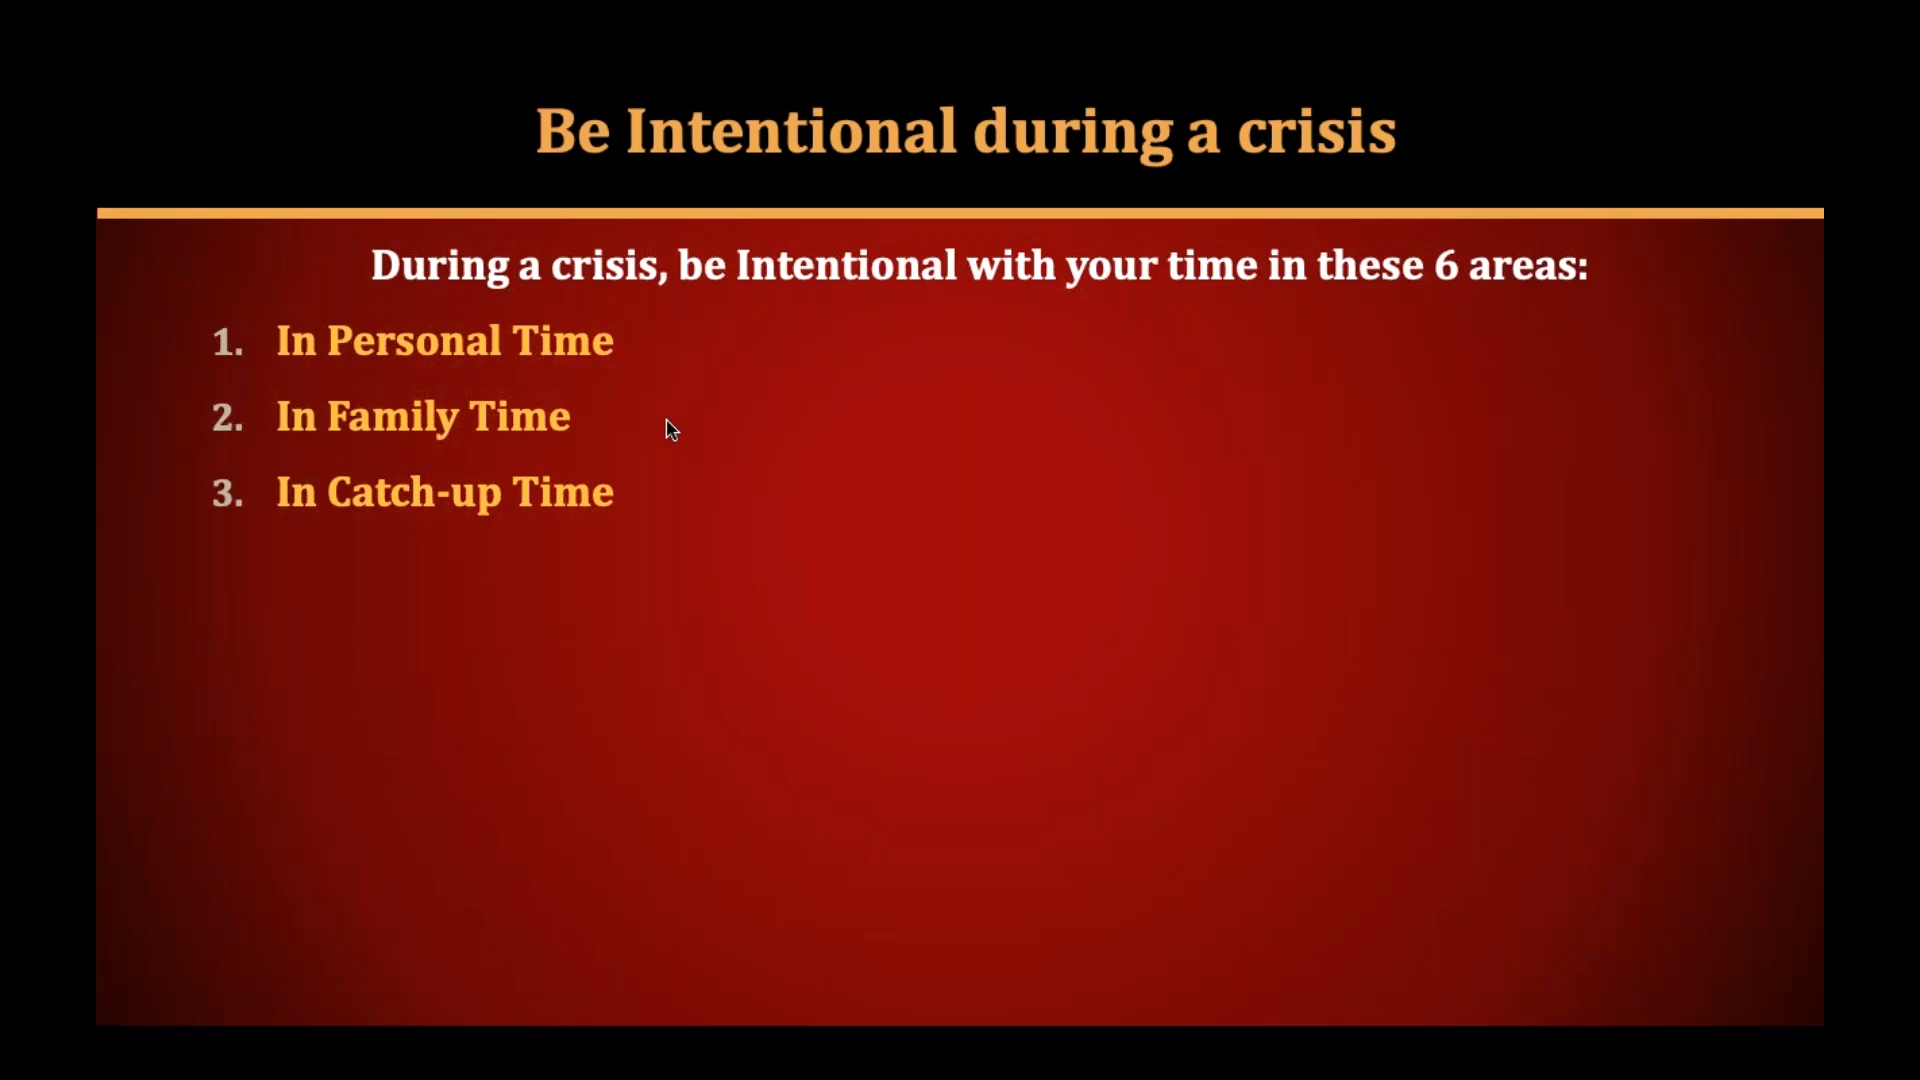 Be Intentional during a crisis
During a crisis, be Intentional with your time in these 6 areas:
1. In Personal Time
2. In Family Time
3. In Catch-up Time